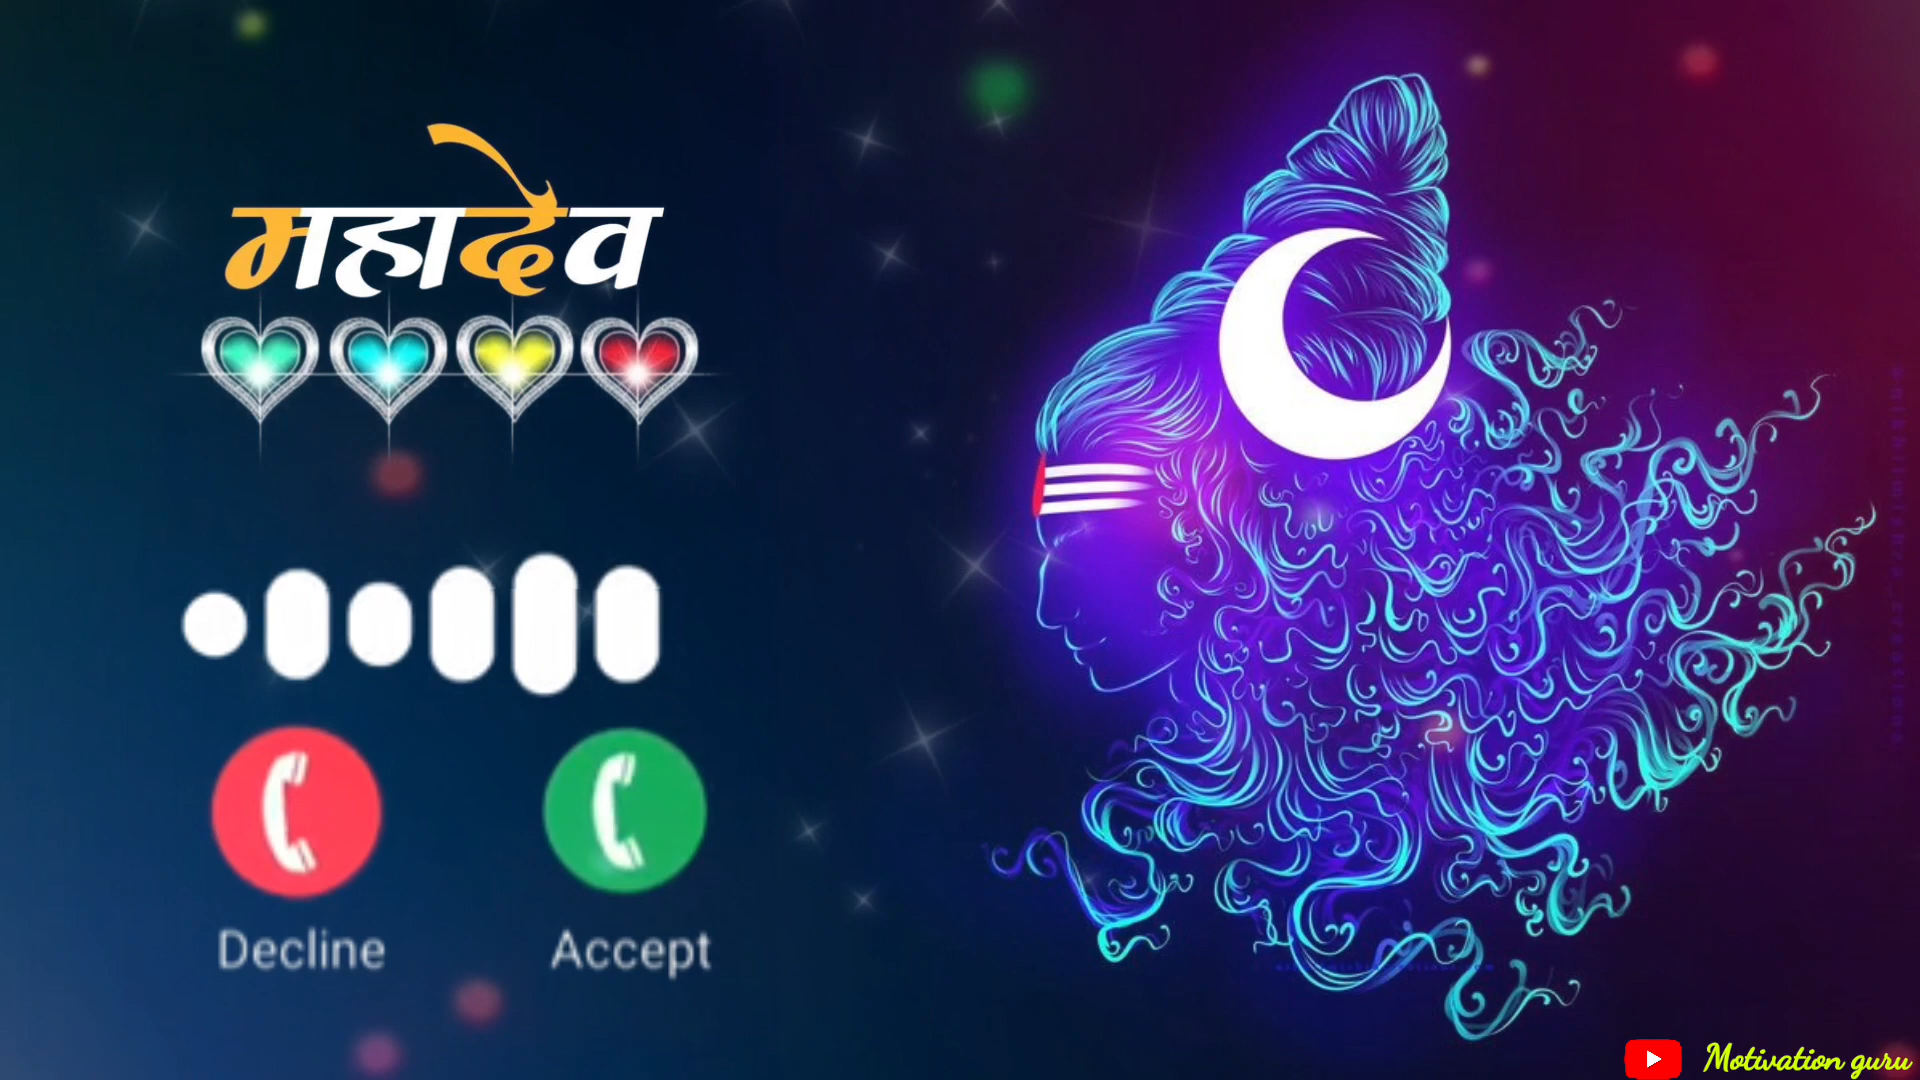 महादेव
Decline
Accept
Motivation guru